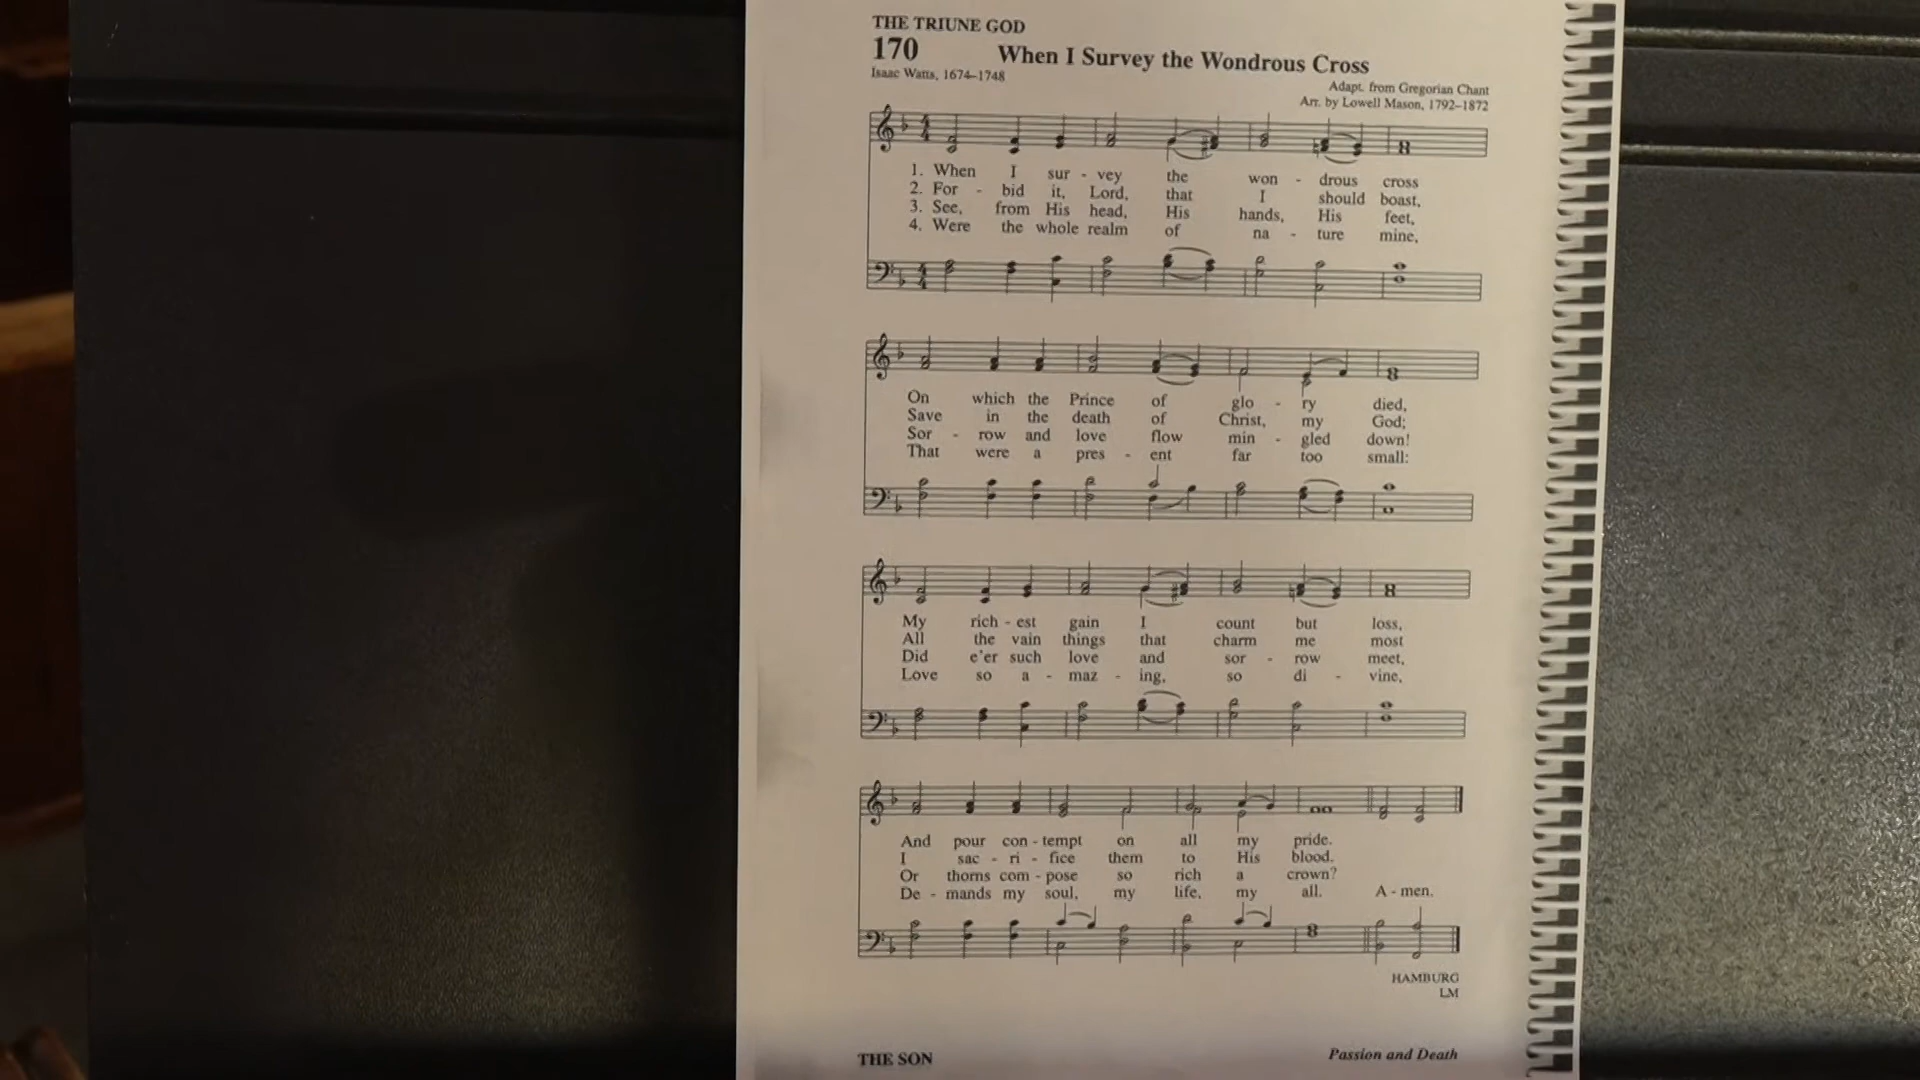 THE TRIUNE GOD
170 When I Survey the Wondrous Cross
Isaac Watts, 1674–1748
Adapt. from Gregorian Chant
Arr. by Lowell Mason, 1792–1872
4 4
1. When I sur - vey the won - drous cross
2. For - bid it, Lord, that I should boast,
3. See, from His head, His hands, His feet,
4. Were the whole realm of na - ture mine,
4 4
On which the Prince of glo - ry died,
Save in the death of Christ, my God;
Sor - row and love flow min - gled down!
That were a pres - ent far too small:
My rich - est gain I count but loss,
All the vain things that charm me most
Did e'er such love and sor - row meet,
Love so a - maz - ing, so di - vine,
And pour con - tempt on all my pride.
I sac - ri - fice them to His blood.
Or thorns com - pose so rich a crown?
De - mands my soul, my life, my all. A - men.
HAMBURG
LM
THE SON Passion and Death